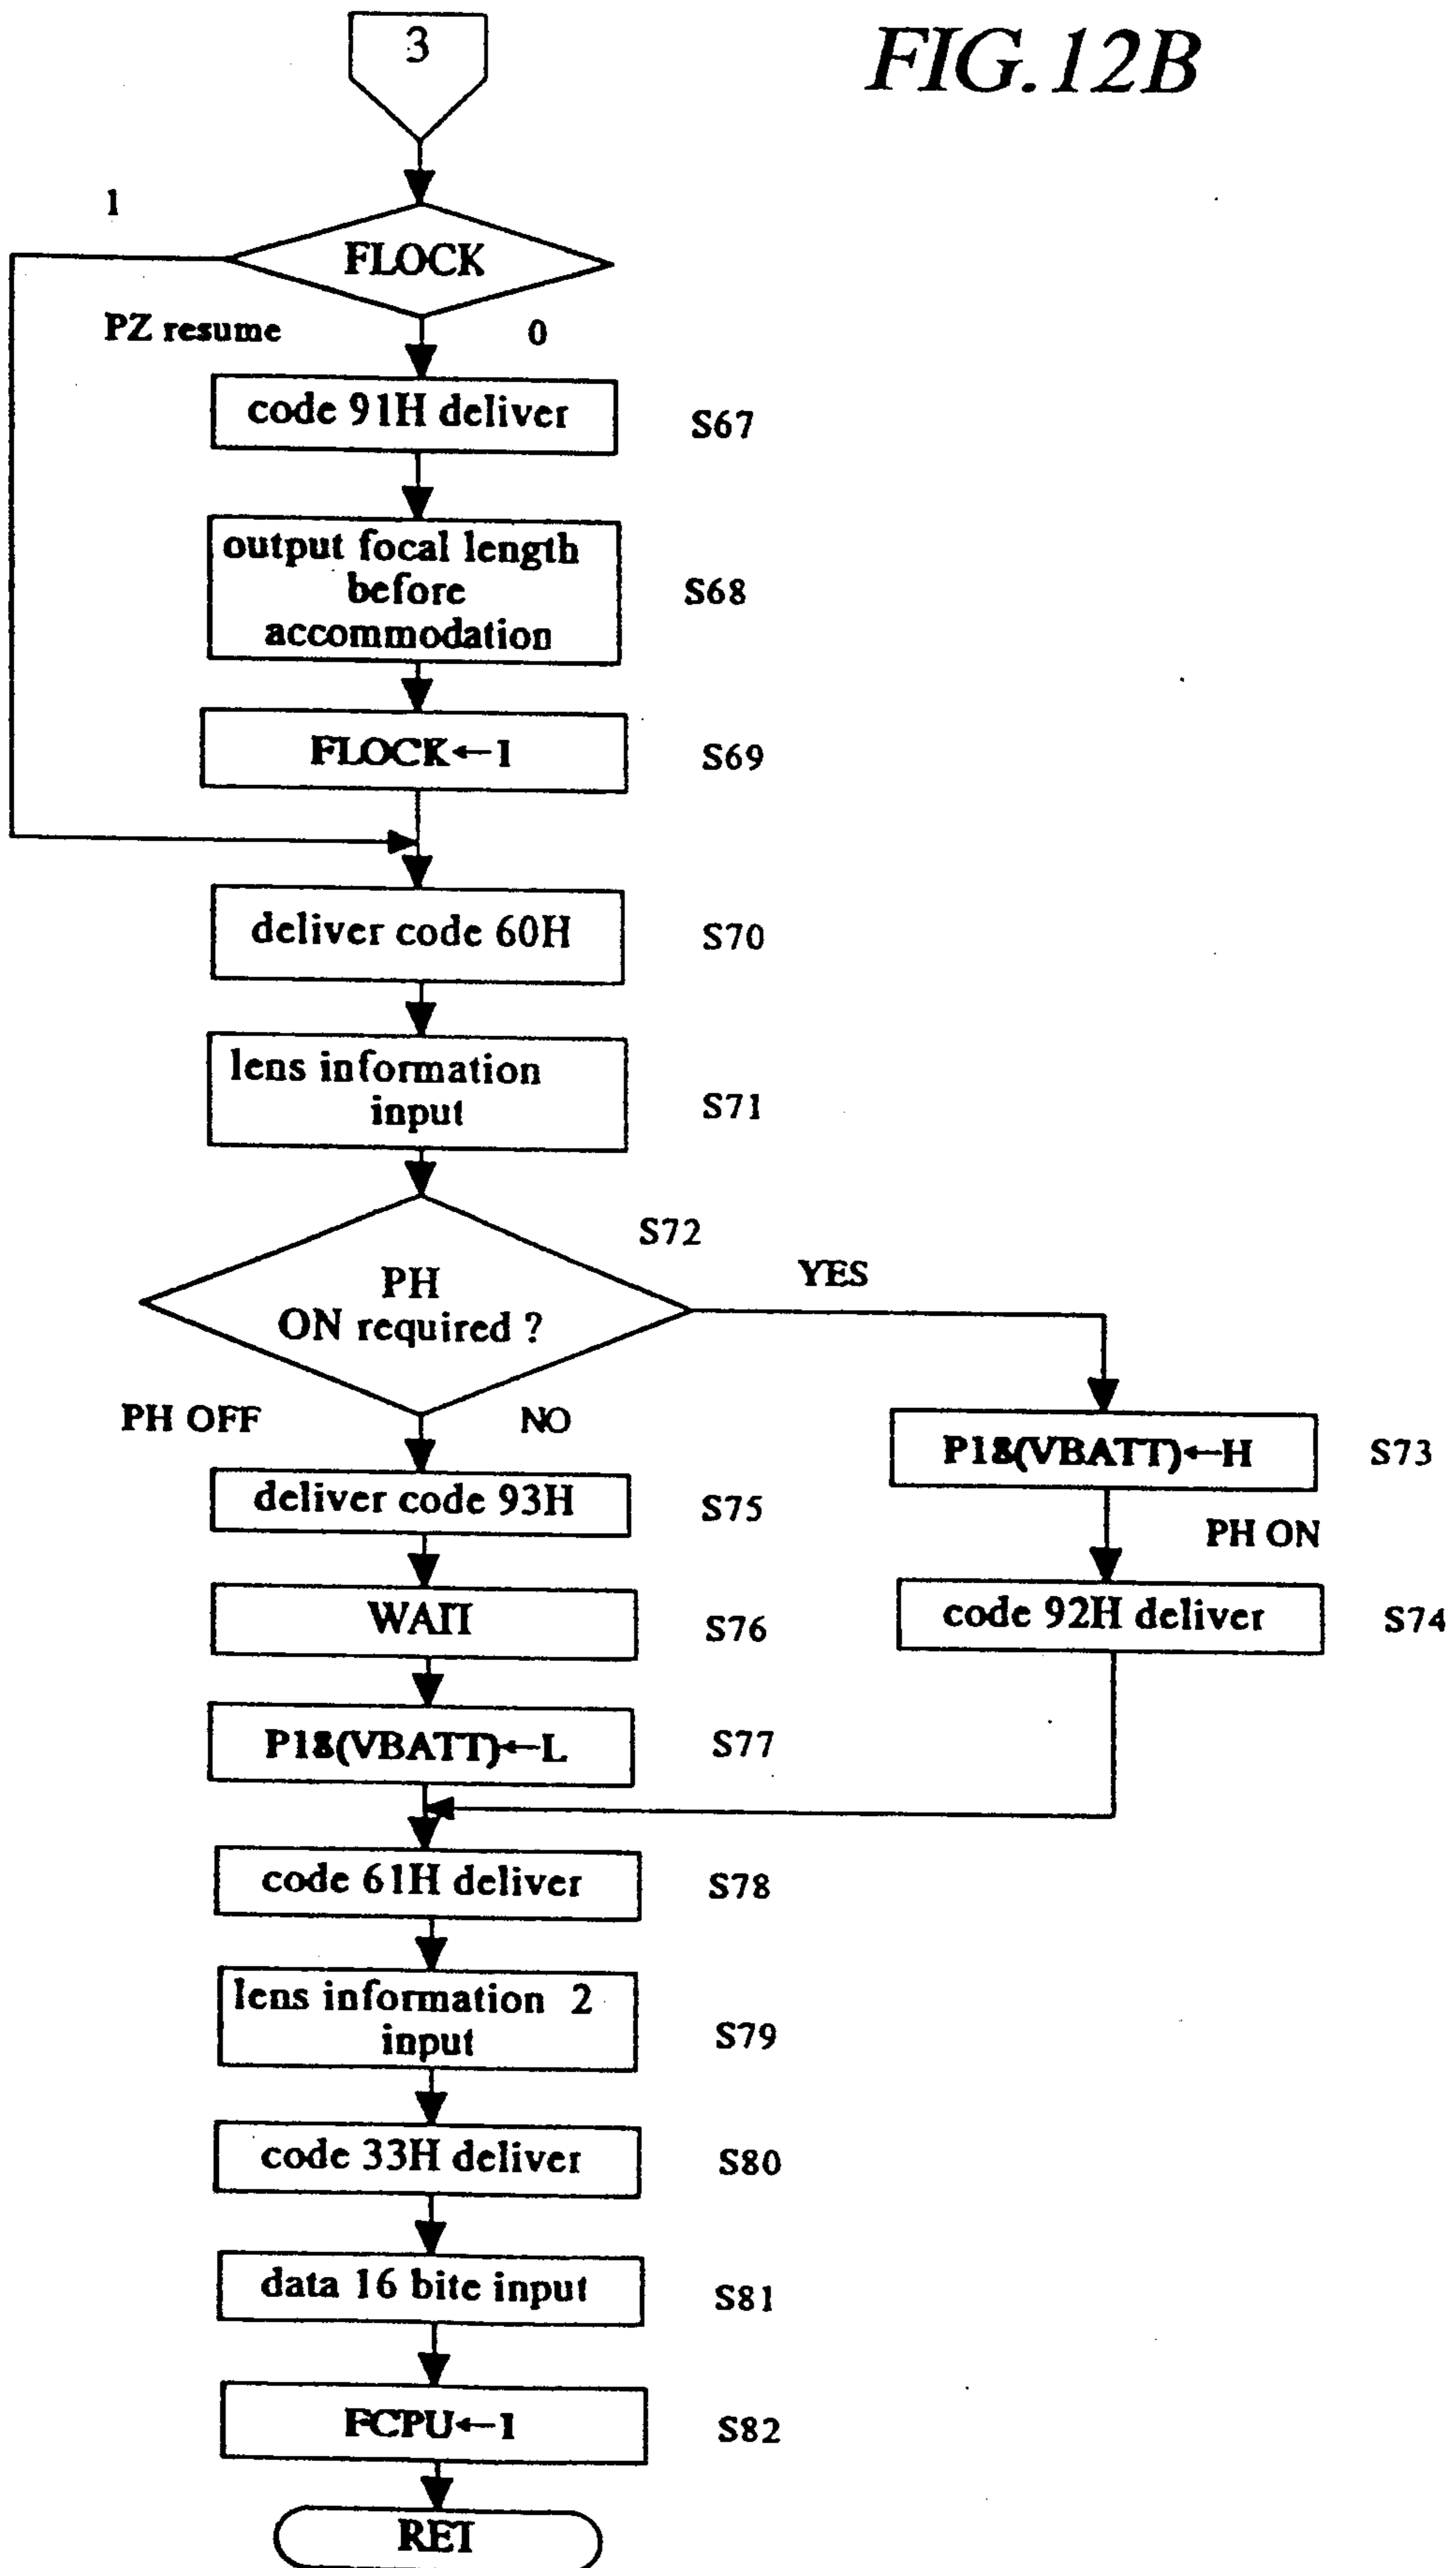 FIG.12B
3
1
FLOCK
PZ resume
0
code 91H deliver
S67
output focal length
before
accommodation
S68
FLOCK←1
S69
deliver code 60H
S70
lens information
input
S71
S72
PH
ON required ?
YES
PH OFF
NO
P18(VBATT)←H
S73
deliver code 93H
S75
PH ON
code 92H deliver
S74
WAIT
S76
P18(VBATT)←L
S77
code 61H deliver
S78
lens information 2
input
S79
code 33H deliver
S80
data 16 bite input
S81
FCPU←1
S82
RET